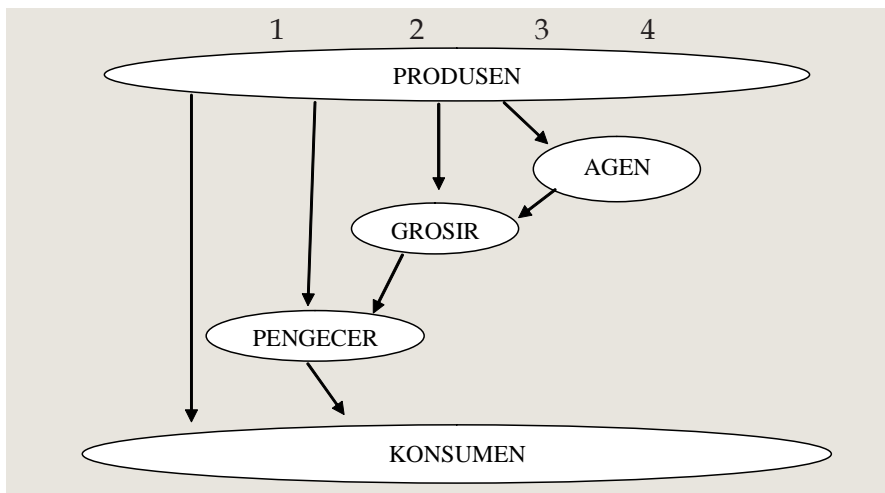 1 2 3 4
PRODUSEN
AGEN
GROSIR
PENGECER
KONSUMEN